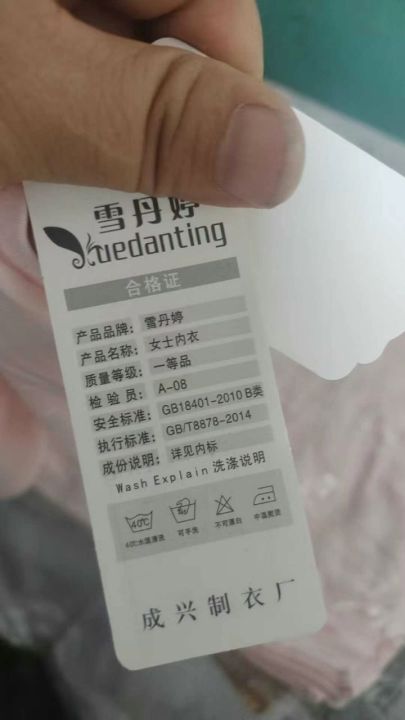 雪丹婷
Xuedanting
合格证
产品品牌：雪丹婷
产品名称：女士内衣
质量等级：一等品
检 验 员：A-08
安全标准：GB18401-2010 B类
执行标准：GB/T8878-2014
成份说明：详见内标
Wash Explain 洗涤说明
40℃
40℃水温清洗 可手洗 不可漂白 中温熨烫
成兴制衣厂